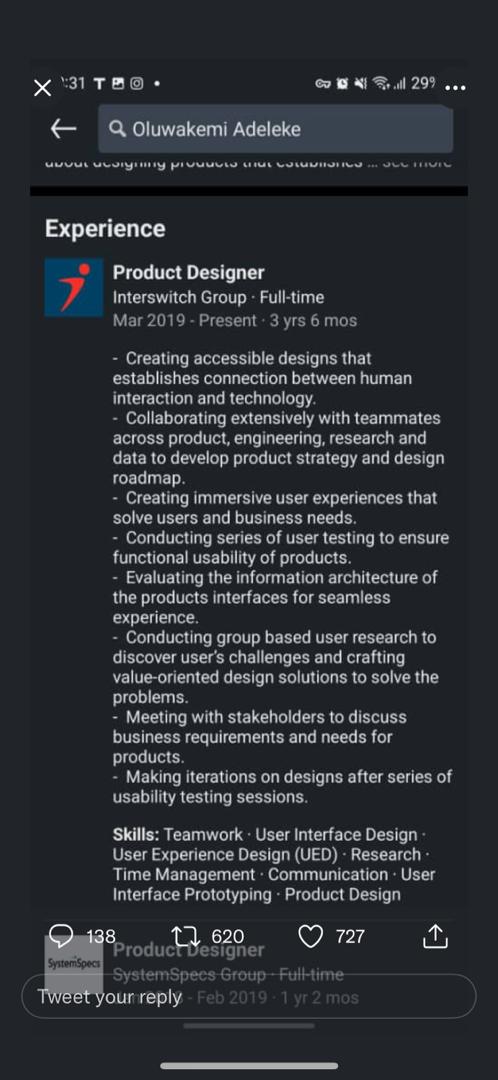 :31
29%
Oluwakemi Adeleke
about designing products that establishes ... see more
Experience
Product Designer
Interswitch Group · Full-time
Mar 2019 - Present · 3 yrs 6 mos
- Creating accessible designs that
establishes connection between human
interaction and technology.
- Collaborating extensively with teammates
across product, engineering, research and
data to develop product strategy and design
roadmap.
- Creating immersive user experiences that
solve users and business needs.
- Conducting series of user testing to ensure
functional usability of products.
- Evaluating the information architecture of
the products interfaces for seamless
experience.
- Conducting group based user research to
discover user's challenges and crafting
value-oriented design solutions to solve the
problems.
- Meeting with stakeholders to discuss
business requirements and needs for
products.
- Making iterations on designs after series of
usability testing sessions.
Skills: Teamwork · User Interface Design ·
User Experience Design (UED) · Research ·
Time Management · Communication · User
Interface Prototyping · Product Design
138 620 727
Product Designer
SystemSpecs
SystemSpecs Group · Full-time
Tweet your reply
- Feb 2019 · 1 yr 2 mos